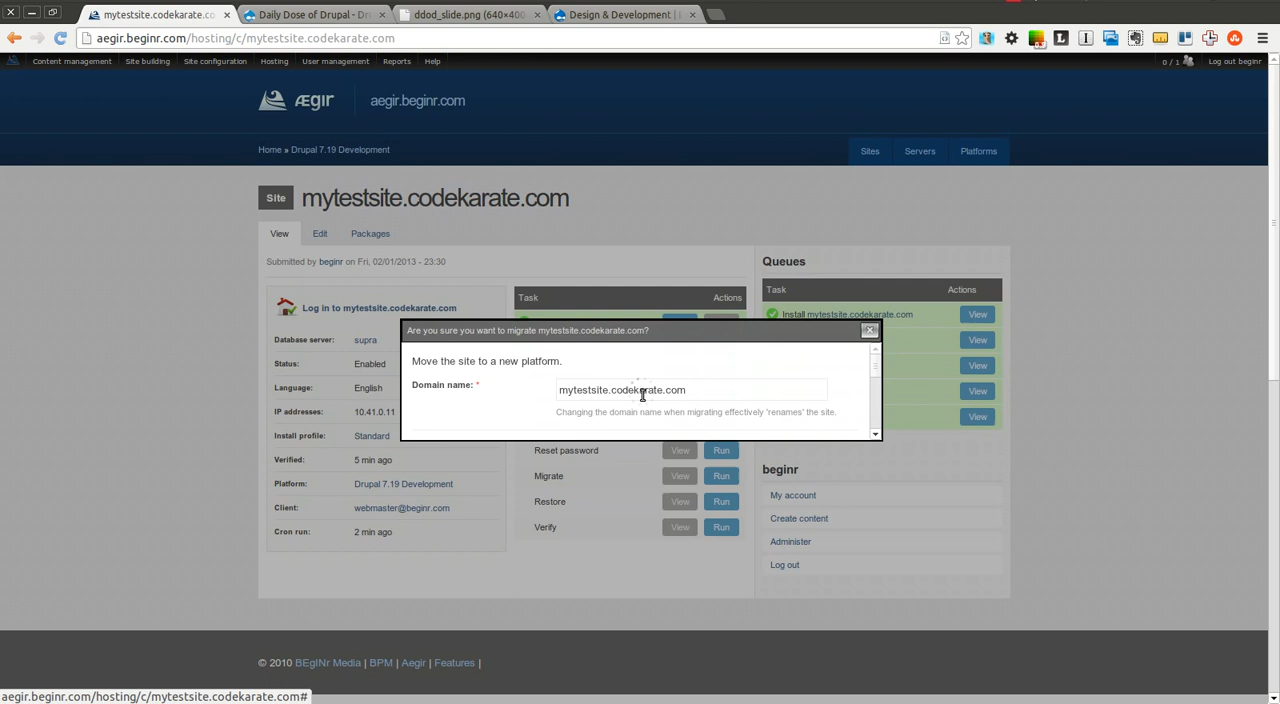 mytestsite.codekarate.co
Daily Dose of Drupal - Dr
ddod_slide.png (640×400
Design & Development |
aegir.beginr.com/hosting/c/mytestsite.codekarate.com
Content management Site building Site configuration Hosting User management Reports Help 0 / 1 Log out beginr
ÆGIR aegir.beginr.com
Home » Drupal 7.19 Development
Sites Servers Platforms
Site mytestsite.codekarate.com
View Edit Packages
Submitted by beginr on Fri, 02/01/2013 - 23:30
Log in to mytestsite.codekarate.com
Database server: supra
Status: Enabled
Language: English
IP addresses: 10.41.0.11
Install profile: Standard
Verified: 5 min ago
Platform: Drupal 7.19 Development
Client: webmaster@beginr.com
Cron run: 2 min ago
Task Actions
Are you sure you want to migrate mytestsite.codekarate.com?
Move the site to a new platform.
Domain name: * mytestsite.codekarate.com
Changing the domain name when migrating effectively 'renames' the site.
Reset password View Run
Migrate View Run
Restore View Run
Verify View Run
Queues
Task Actions
Install mytestsite.codekarate.com View
View
View
View
View
beginr
My account
Create content
Administer
Log out
© 2010 BEgINr Media | BPM | Aegir | Features |
aegir.beginr.com/hosting/c/mytestsite.codekarate.com#